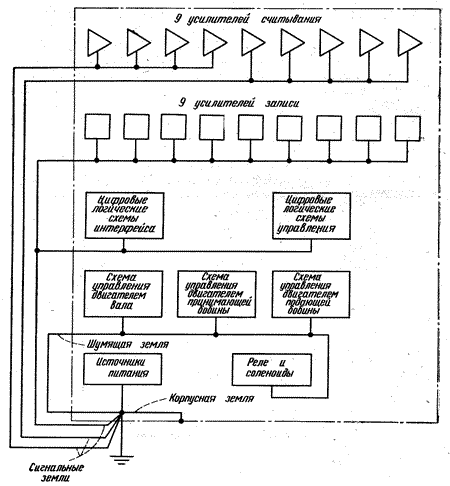 9 усилителей считывания
9 усилителей записи
Цифровые
логические
схемы
интерфейса
Цифровые
логические
схемы
управления
Схема
управления
двигателем
вала
Схема
управления
двигателем
принимающей
бобины
Схема
управления
двигателем
подающей
бобины
Шумящая земля
Источники
питания
Реле и
соленоиды
Корпусная земля
Сигнальные
земли